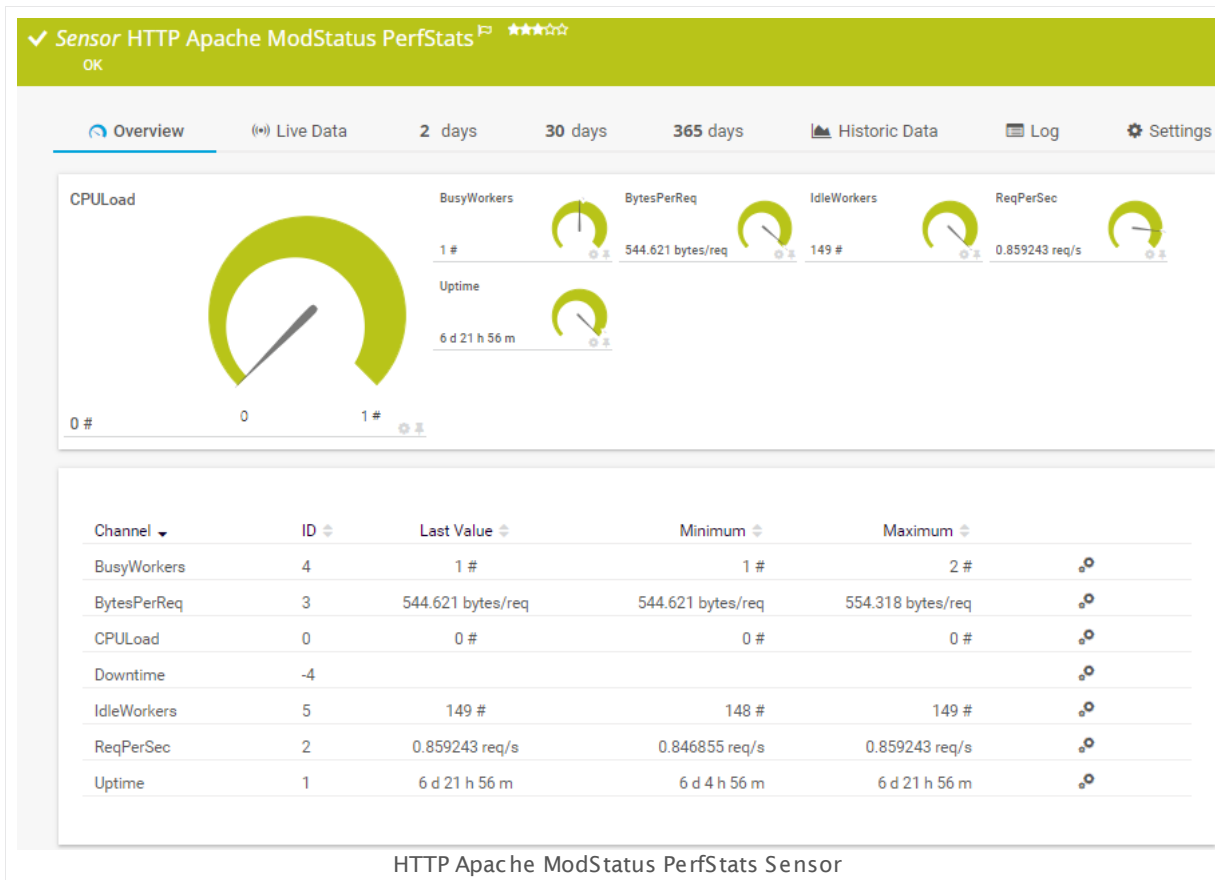 Sensor HTTP Apache ModStatus PerfStats
OK
Overview Live Data 2 days 30 days 365 days Historic Data Log Settings
CPULoad
0 #
0 1 #
BusyWorkers
1 #
BytesPerReq
544.621 bytes/req
IdleWorkers
149 #
ReqPerSec
0.859243 req/s
Uptime
6 d 21 h 56 m
Channel ID Last Value Minimum Maximum
BusyWorkers 4 1 # 1 # 2 #
BytesPerReq 3 544.621 bytes/req 544.621 bytes/req 554.318 bytes/req
CPULoad 0 0 # 0 # 0 #
Downtime -4
IdleWorkers 5 149 # 148 # 149 #
ReqPerSec 2 0.859243 req/s 0.846855 req/s 0.859243 req/s
Uptime 1 6 d 21 h 56 m 6 d 4 h 56 m 6 d 21 h 56 m
HTTP Apache ModStatus PerfStats Sensor